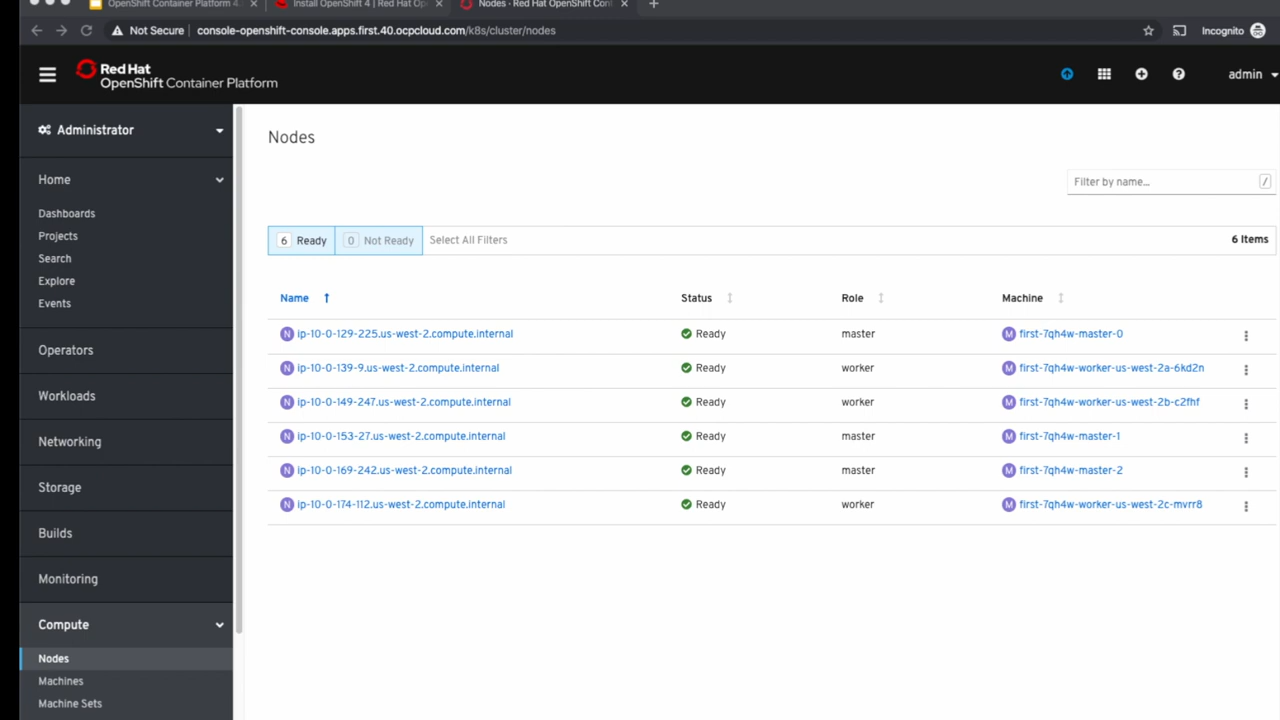 OpenShift Container Platform 4
Install OpenShift 4 | Red Hat Op
Nodes · Red Hat OpenShift Cont
Not Secure | console-openshift-console.apps.first.40.ocpcloud.com/k8s/cluster/nodes
Incognito
Red Hat
OpenShift Container Platform
admin
Administrator
Home
Dashboards
Projects
Search
Explore
Events
Operators
Workloads
Networking
Storage
Builds
Monitoring
Compute
Nodes
Machines
Machine Sets
Nodes
Filter by name...
/
6 Ready
0 Not Ready
Select All Filters
6 Items
Name Status Role Machine
N ip-10-0-129-225.us-west-2.compute.internal Ready master M first-7qh4w-master-0
N ip-10-0-139-9.us-west-2.compute.internal Ready worker M first-7qh4w-worker-us-west-2a-6kd2n
N ip-10-0-149-247.us-west-2.compute.internal Ready worker M first-7qh4w-worker-us-west-2b-c2fhf
N ip-10-0-153-27.us-west-2.compute.internal Ready master M first-7qh4w-master-1
N ip-10-0-169-242.us-west-2.compute.internal Ready master M first-7qh4w-master-2
N ip-10-0-174-112.us-west-2.compute.internal Ready worker M first-7qh4w-worker-us-west-2c-mvrr8